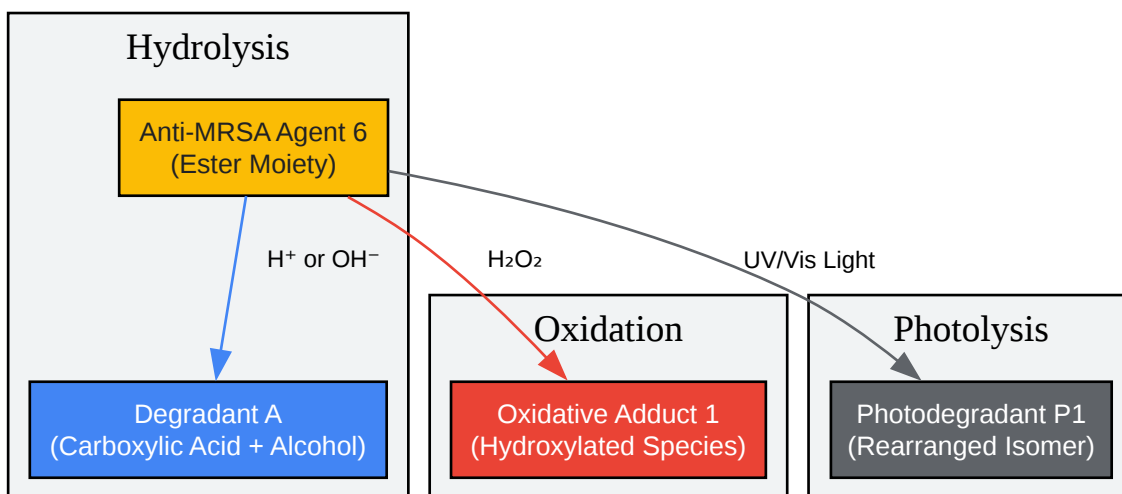 Hydrolysis
Anti-MRSA Agent 6
(Ester Moiety)
H⁺ or OH⁻
H₂O₂
UV/Vis Light
Oxidation
Photolysis
Degradant A
(Carboxylic Acid + Alcohol)
Oxidative Adduct 1
(Hydroxylated Species)
Photodegradant P1
(Rearranged Isomer)